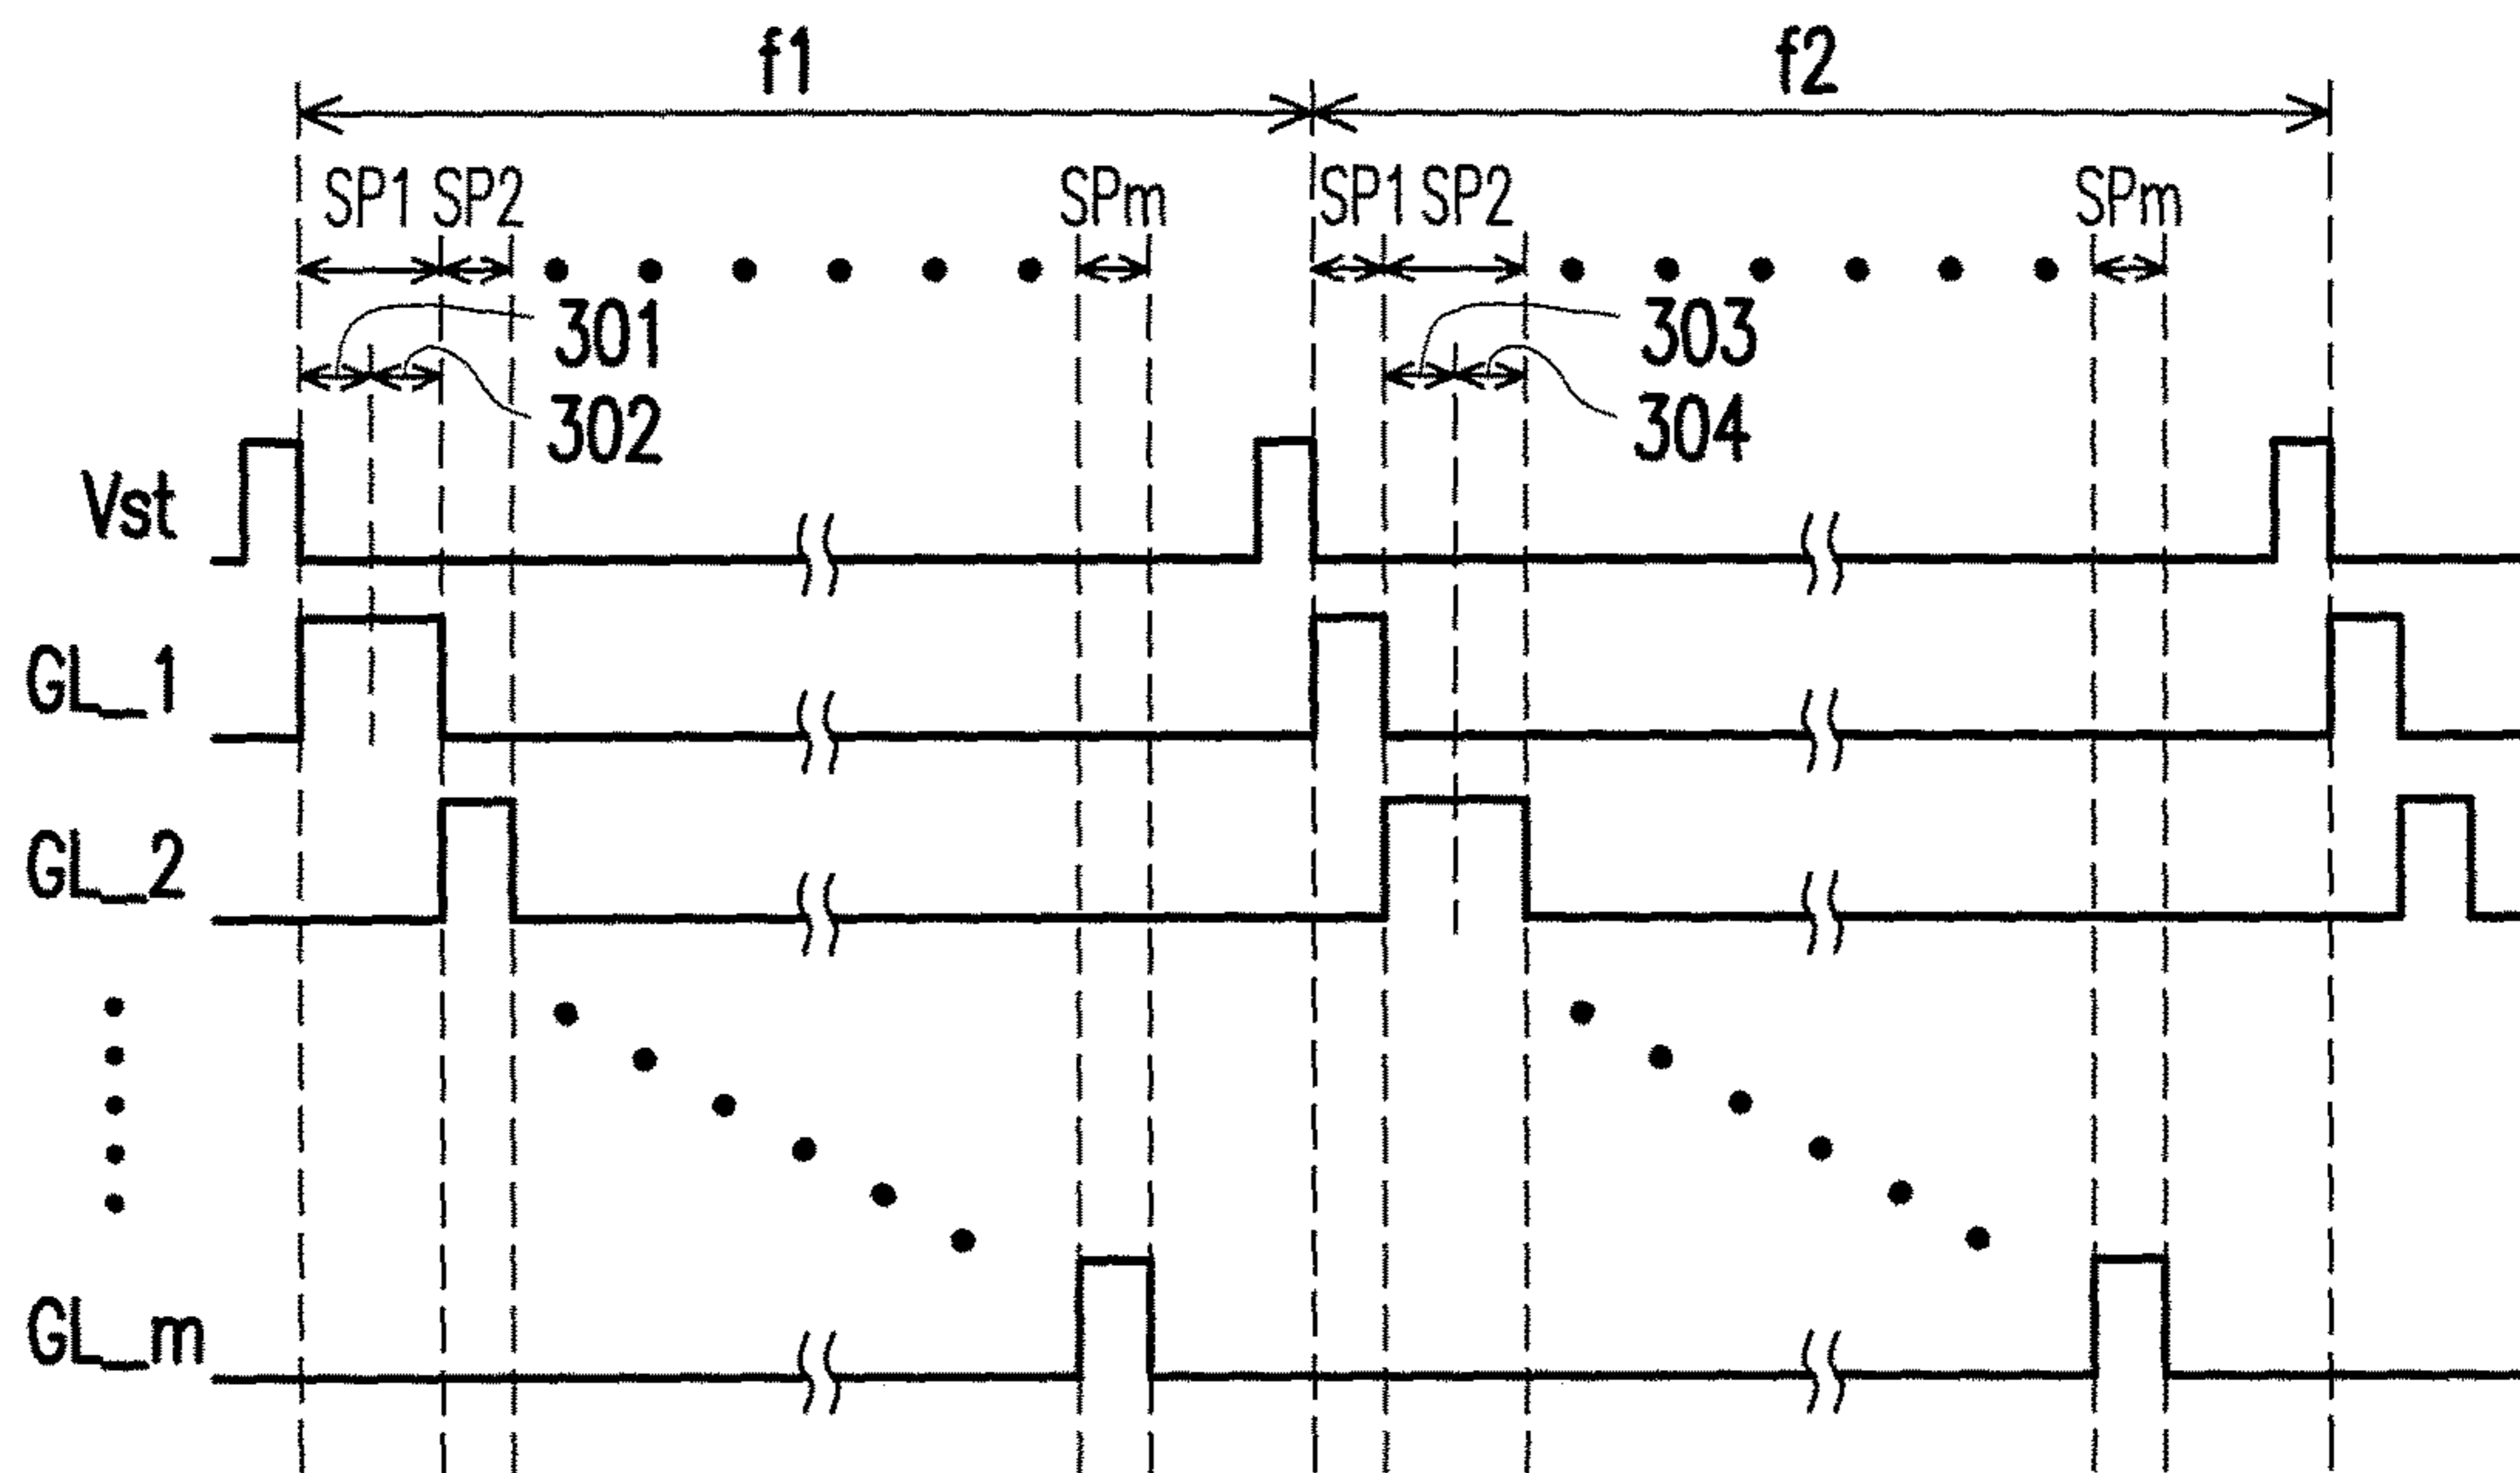 f1 f2
SP1 SP2 SPm SP1 SP2 SPm
301 303
302 304
Vst
GL_1
GL_2
GL_m